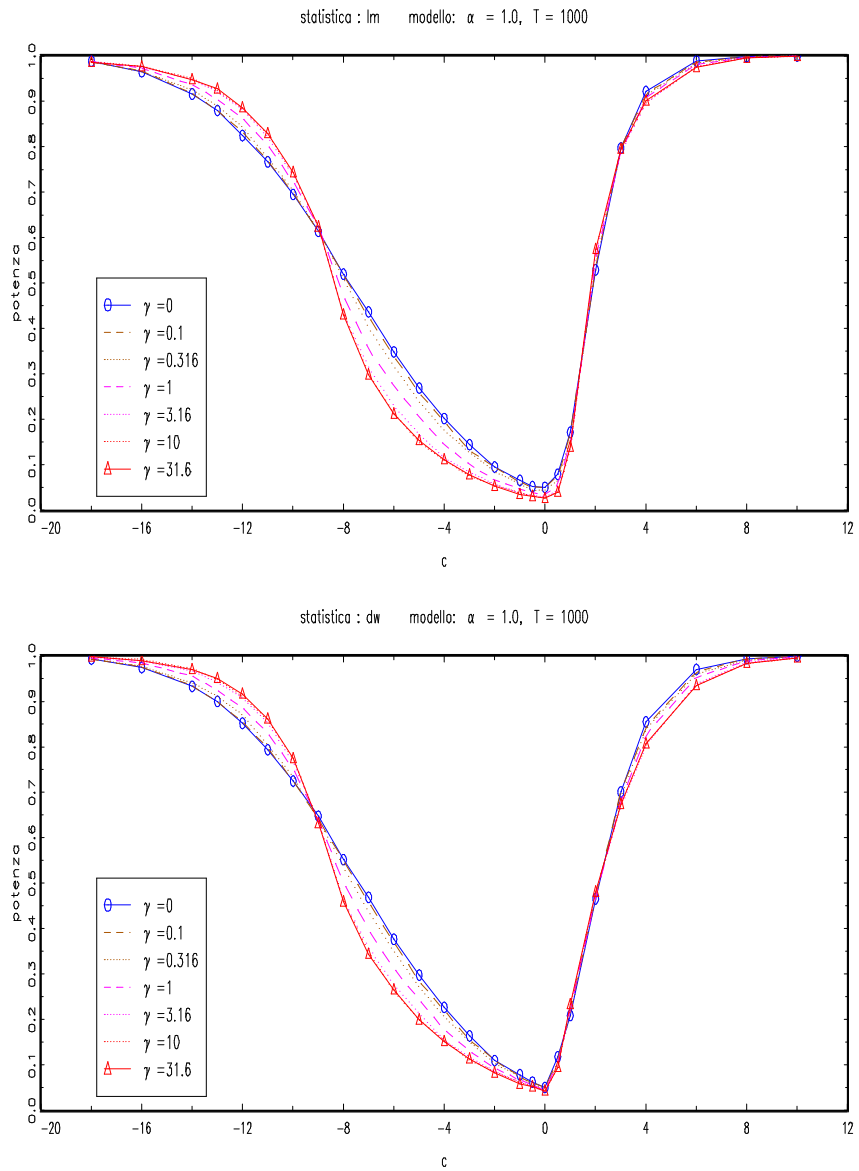 statistica : lm modello: α = 1.0, T = 1000
potenza
1.0
0.9
0.8
0.7
0.6
0.5
0.4
0.3
0.2
0.1
0.0
γ =0
γ =0.1
γ =0.316
γ =1
γ =3.16
γ =10
γ =31.6
-20 -16 -12 -8 -4 0 4 8 12
c
statistica : dw modello: α = 1.0, T = 1000
potenza
1.0
0.9
0.8
0.7
0.6
0.5
0.4
0.3
0.2
0.1
0.0
γ =0
γ =0.1
γ =0.316
γ =1
γ =3.16
γ =10
γ =31.6
-20 -16 -12 -8 -4 0 4 8 12
c